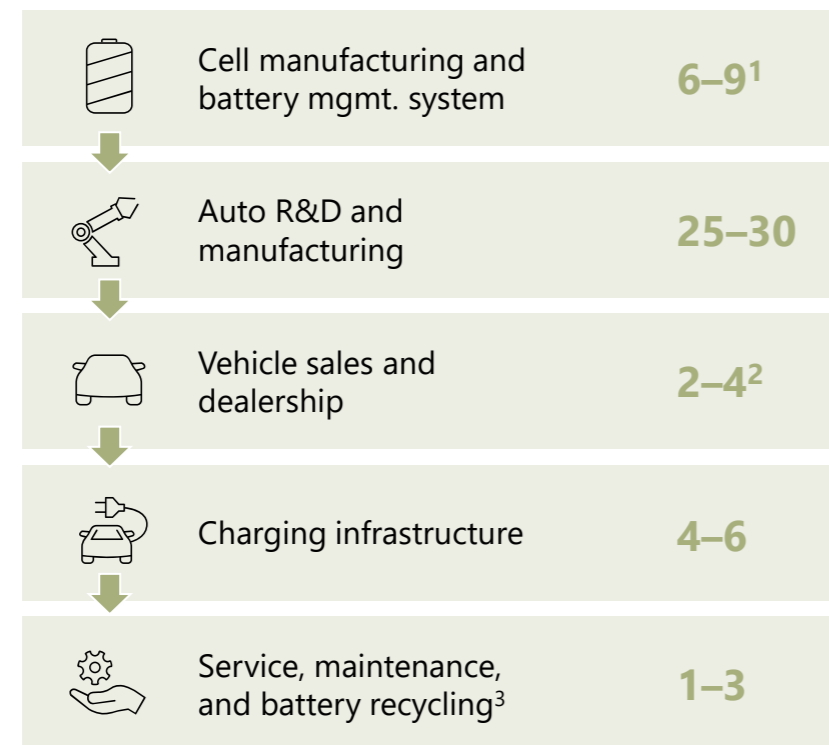 Cell manufacturing and
battery mgmt. system
6–9¹
Auto R&D and
manufacturing
25–30
Vehicle sales and
dealership
2–4²
Charging infrastructure
4–6
Service, maintenance,
and battery recycling³
1–3